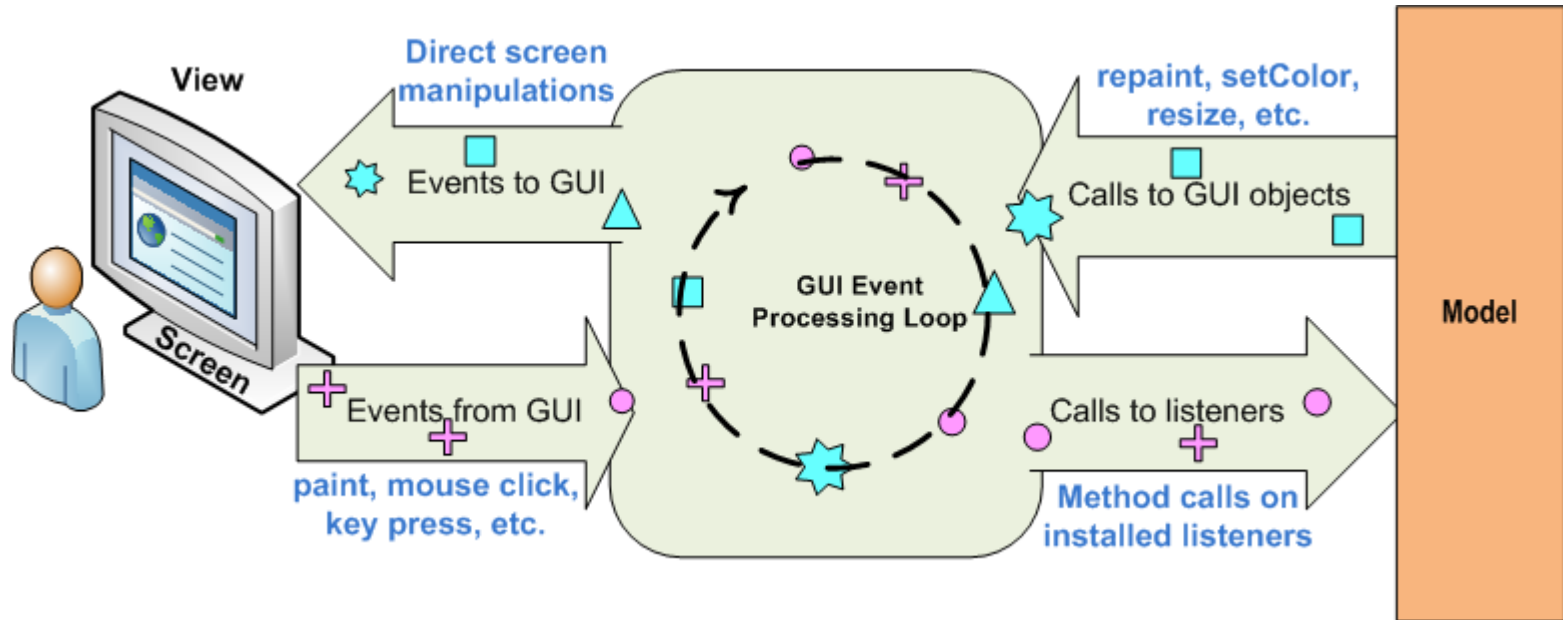 View
Direct screen
manipulations
Events to GUI
repaint, setColor,
resize, etc.
Calls to GUI objects
GUI Event
Processing Loop
Model
Screen
Events from GUI
paint, mouse click,
key press, etc.
Calls to listeners
Method calls on
installed listeners